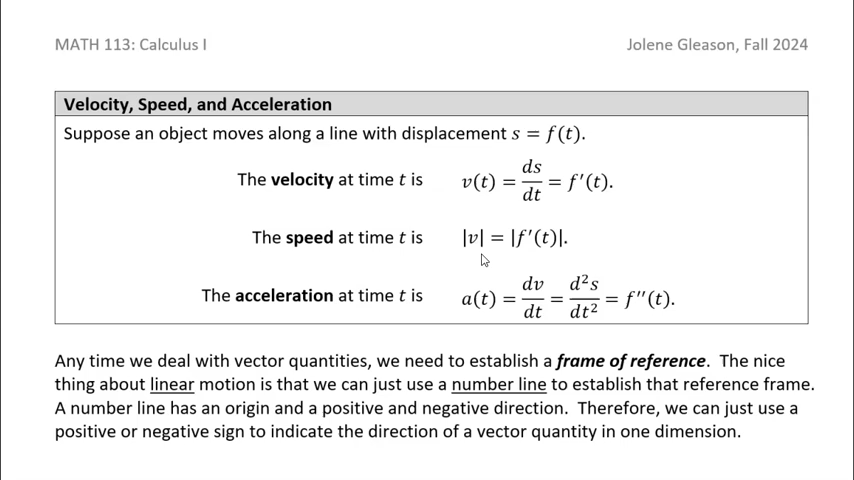 MATH 113: Calculus I
Jolene Gleason, Fall 2024
Velocity, Speed, and Acceleration
Suppose an object moves along a line with displacement s = f(t).
The velocity at time t is v(t) = ds/dt = f′(t).
The speed at time t is |v| = |f′(t)|.
The acceleration at time t is a(t) = dv/dt = d²s/dt² = f″(t).
Any time we deal with vector quantities, we need to establish a frame of reference. The nice
thing about linear motion is that we can just use a number line to establish that reference frame.
A number line has an origin and a positive and negative direction. Therefore, we can just use a
positive or negative sign to indicate the direction of a vector quantity in one dimension.